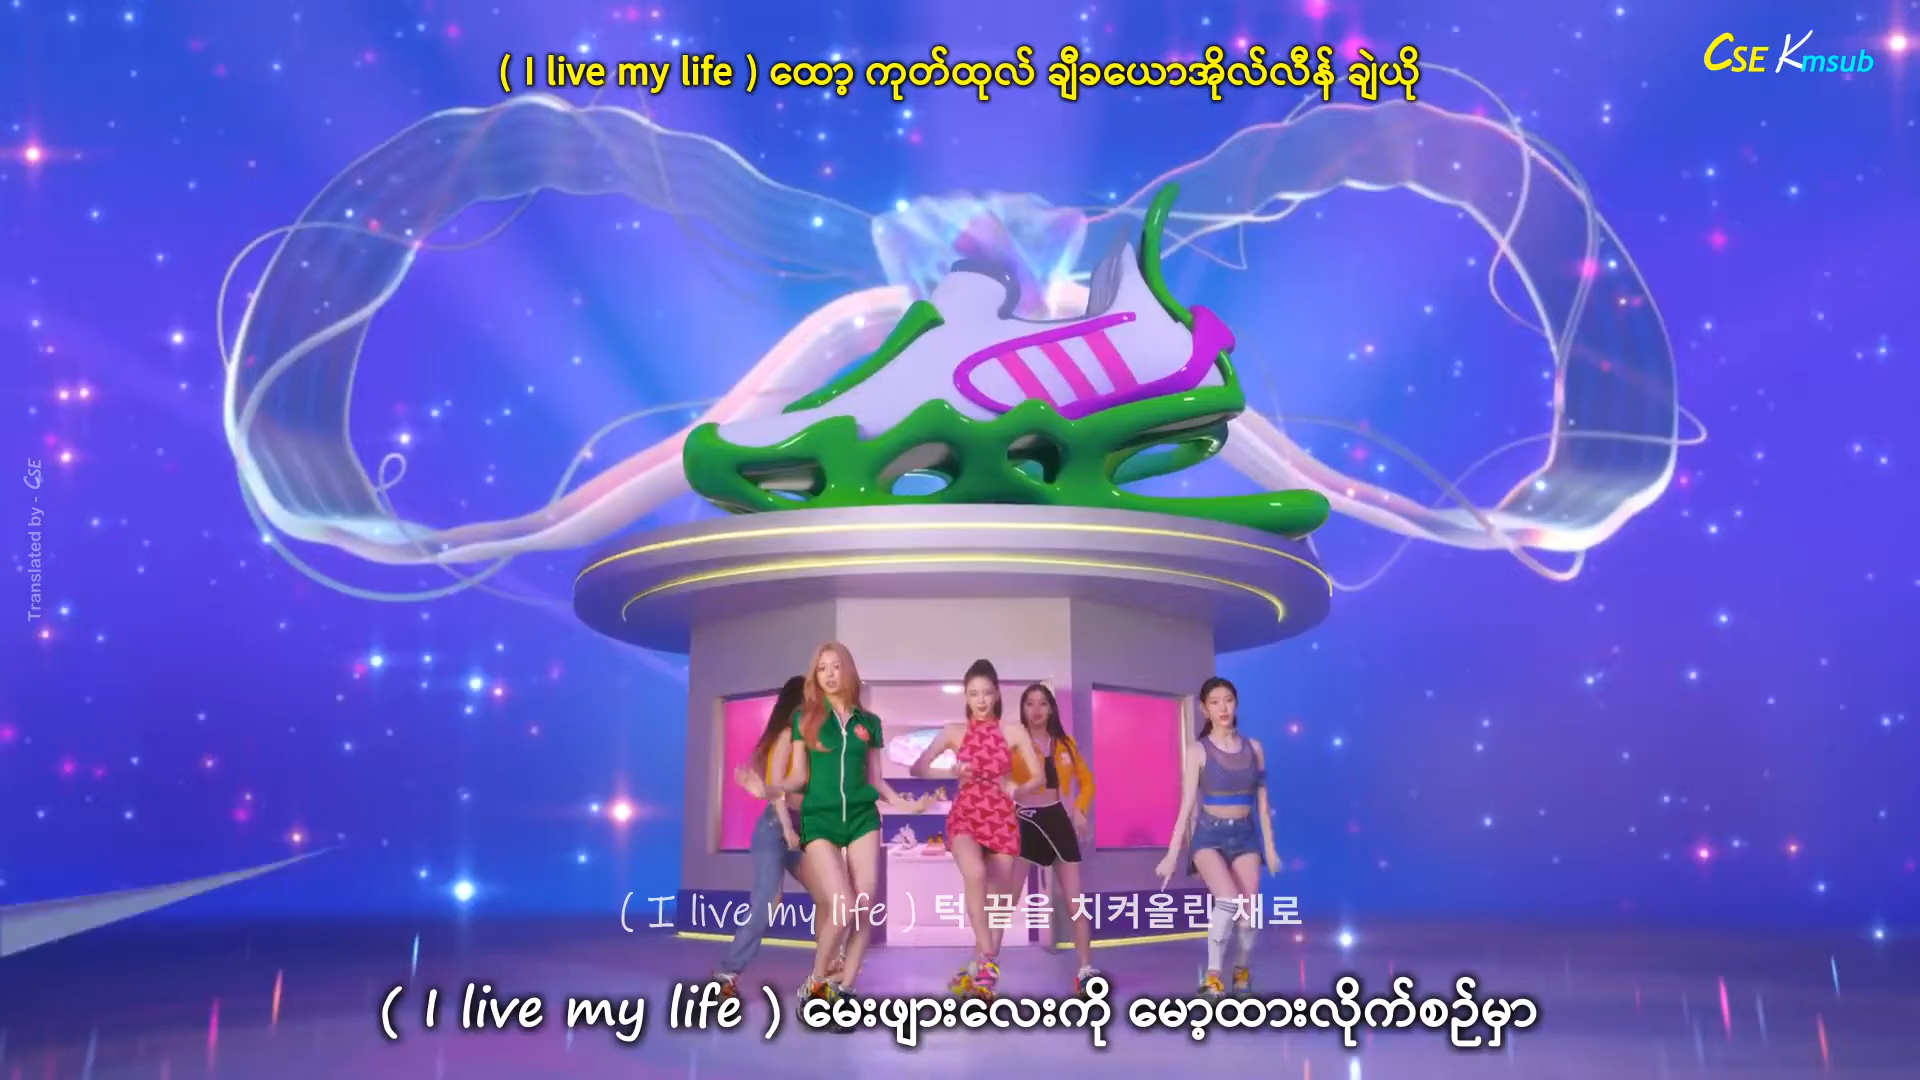 ( I live my life ) ထော့ ကုတ်ထုလ် ချီခယောအိုလ်လီန် ချဲယို
CSE Kmsub
Translated by - CSE
( I live my life ) 턱 끝을 치켜올린 채로
( I live my life ) မေးဖျားလေးကို မော့ထားလိုက်စဉ်မှာ